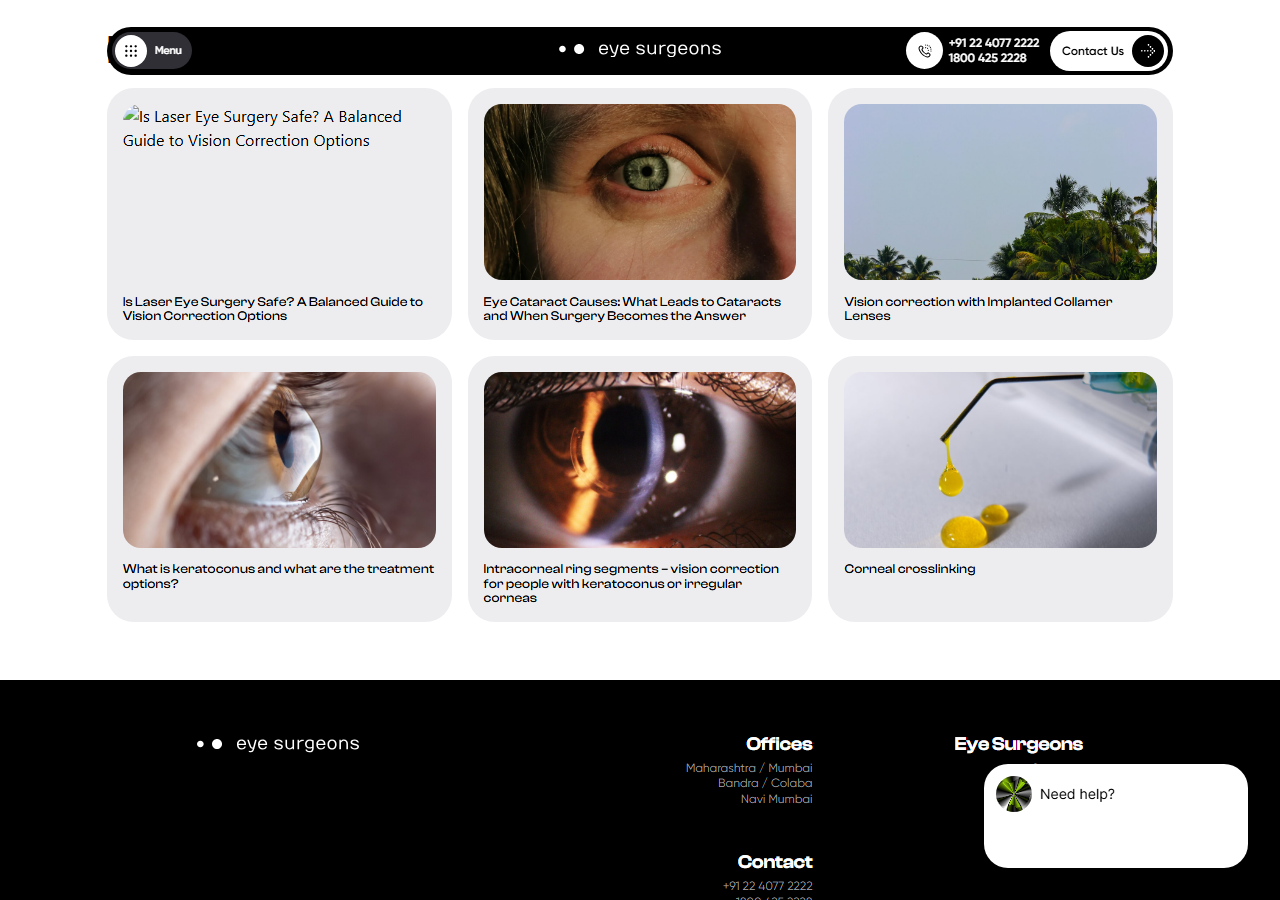 Menu
eye surgeons
+91 22 4077 2222
1800 425 2228
Contact Us
Is Laser Eye Surgery Safe? A Balanced
Guide to Vision Correction Options
Is Laser Eye Surgery Safe? A Balanced Guide to
Vision Correction Options
Eye Cataract Causes: What Leads to Cataracts
and When Surgery Becomes the Answer
Vision correction with Implanted Collamer
Lenses
What is keratoconus and what are the treatment
options?
Intracorneal ring segments – vision correction
for people with keratoconus or irregular
corneas
Corneal crosslinking
eye surgeons
Offices
Maharashtra / Mumbai
Bandra / Colaba
Navi Mumbai
Eye Surgeons
Need help?
Contact
+91 22 4077 2222
1800 425 2228